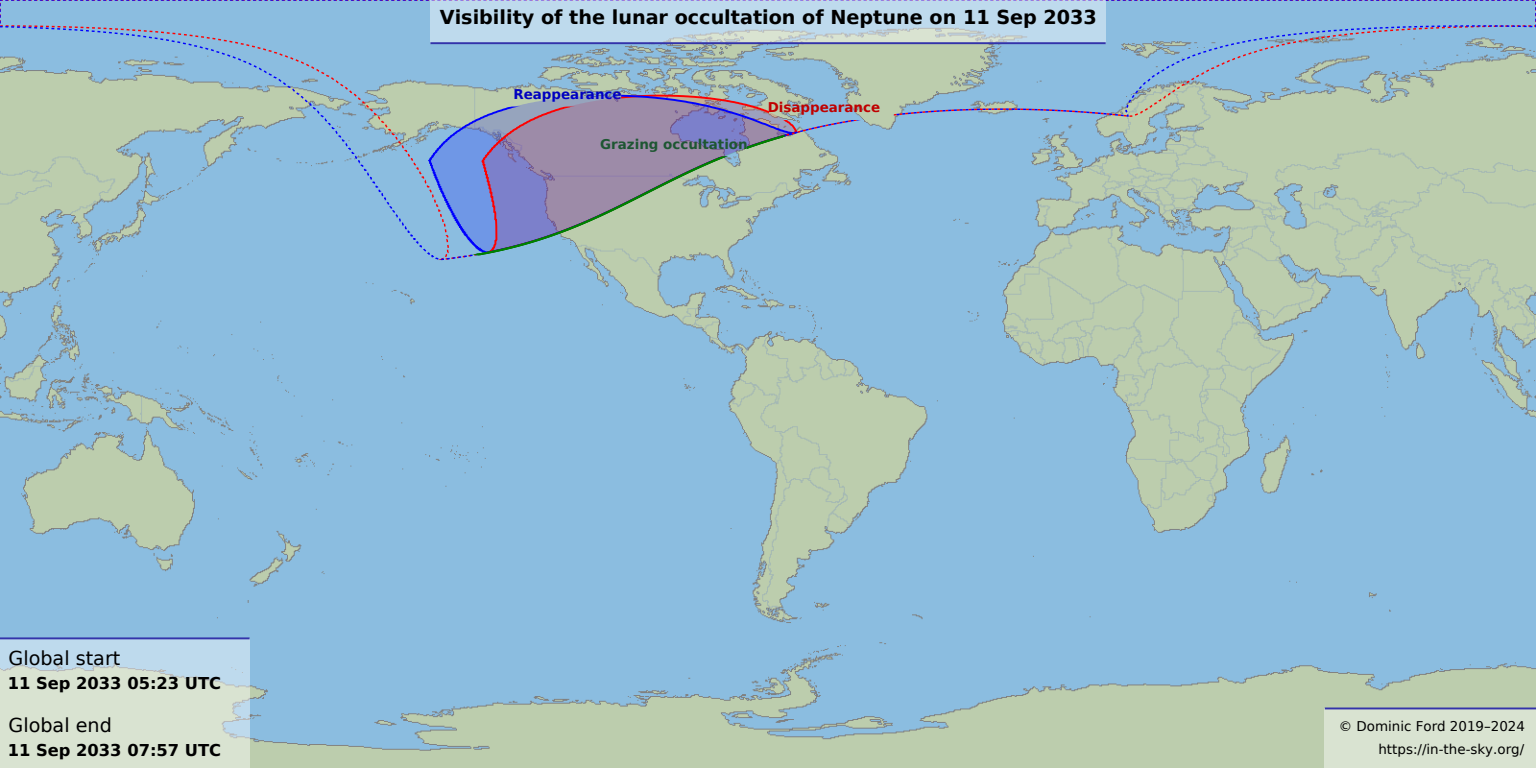 Visibility of the lunar occultation of Neptune on 11 Sep 2033
Reappearance
Disappearance
Grazing occultation
Global start
11 Sep 2033 05:23 UTC
Global end
11 Sep 2033 07:57 UTC
© Dominic Ford 2019–2024
https://in-the-sky.org/